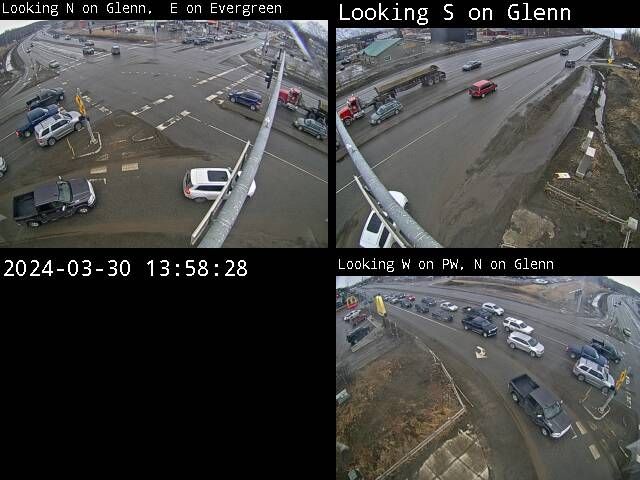 Looking N on Glenn,  E on Evergreen
Looking S on Glenn
2024-03-30 13:58:28
Looking W on PW, N on Glenn